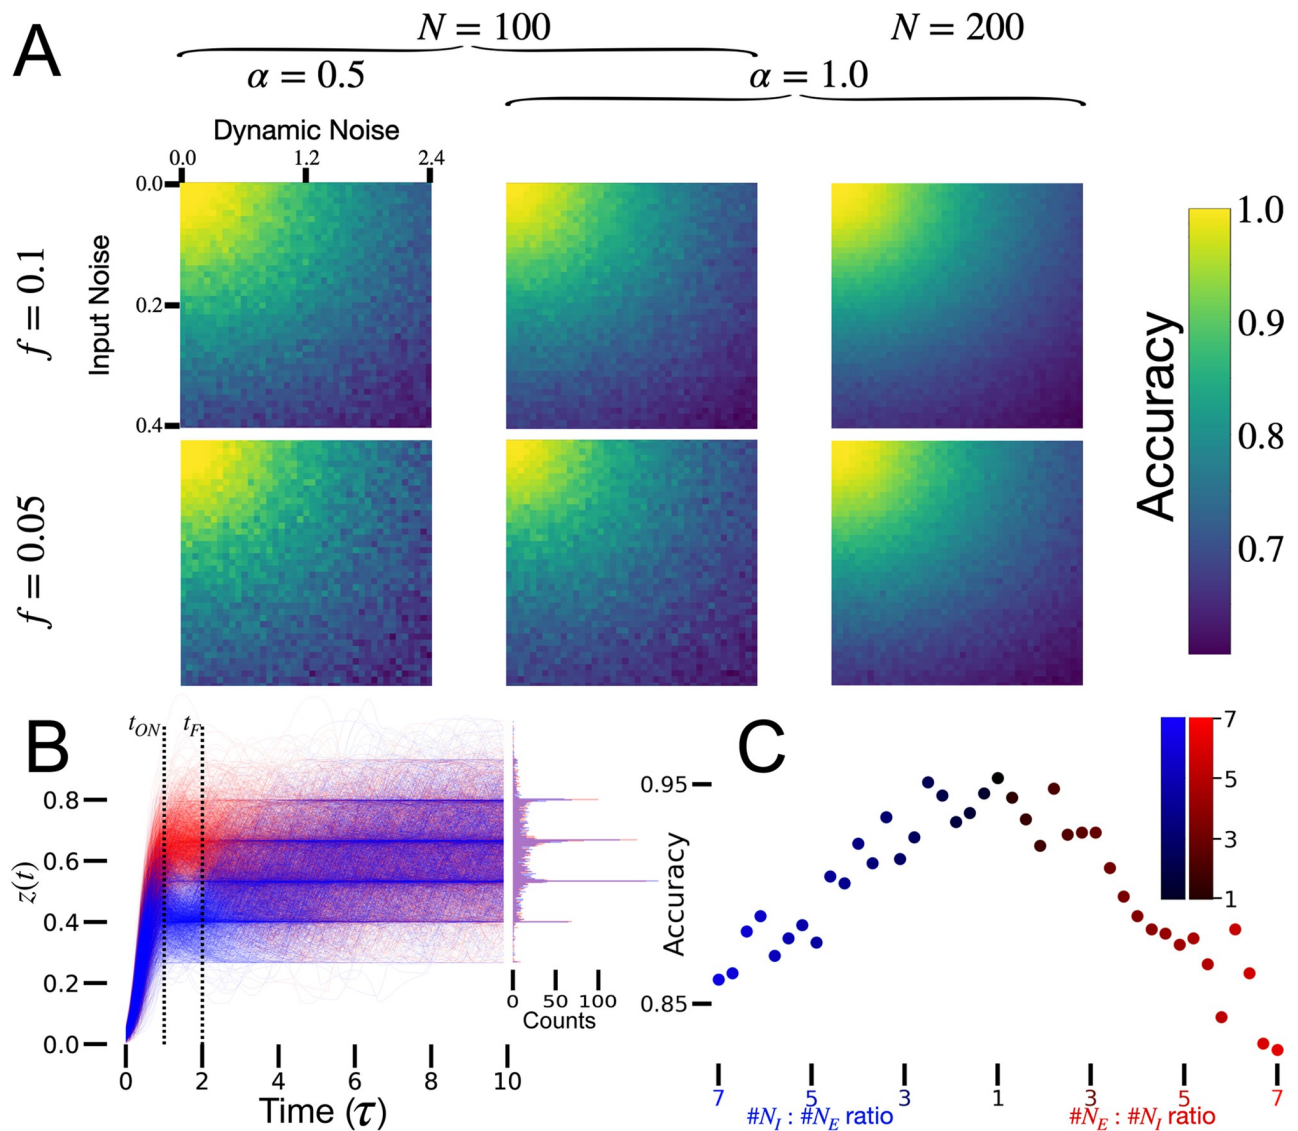 A
N = 100
N = 200
α = 0.5
α = 1.0
Dynamic Noise
0.0 1.2 2.4
f = 0.1
Input Noise
0.0
0.2
0.4
f = 0.05
Accuracy
1.0
0.9
0.8
0.7
B
t_ON t_F
z(t)
0.8
0.6
0.4
0.2
0.0
0 2 4 6 8 10
Time (τ)
0 50 100
Counts
C
Accuracy
0.95
0.85
7
5
3
1
7 5 3 1 3 5 7
#N_I : #N_E ratio
#N_E : #N_I ratio